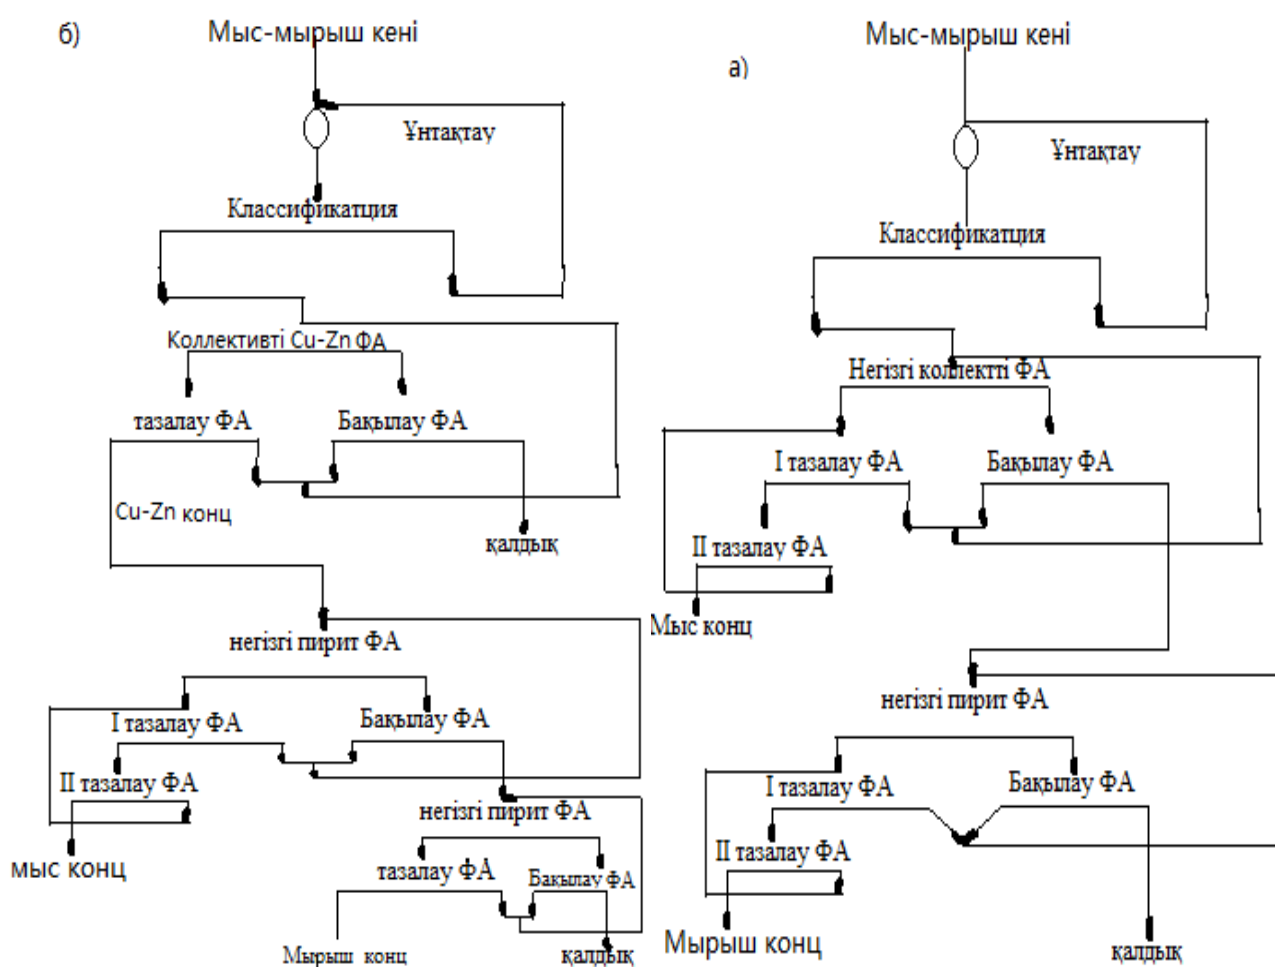 б)
Мыс-мырыш кені
Ұнтақтау
Классификатция
Коллективті Cu-Zn ФА
тазалау ФА
Бақылау ФА
Cu-Zn конц
қалдық
негізгі пирит ФА
І тазалау ФА
Бақылау ФА
ІІ тазалау ФА
мыс конц
негізгі пирит ФА
тазалау ФА
Бақылау ФА
Мырыш конц
қалдық
а)
Мыс-мырыш кені
Ұнтақтау
Классификатция
Негізгі коллектті ФА
І тазалау ФА
Бақылау ФА
ІІ тазалау ФА
Мыс конц
негізгі пирит ФА
І тазалау ФА
Бақылау ФА
ІІ тазалау ФА
Мырыш конц
қалдық